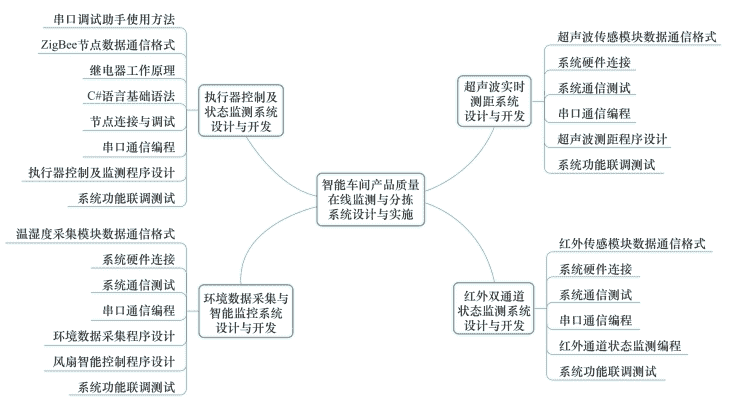 串口调试助手使用方法
ZigBee节点数据通信格式
继电器工作原理
C#语言基础语法
节点连接与调试
串口通信编程
执行器控制及监测程序设计
系统功能联调测试
执行器控制及
状态监测系统
设计与开发
温湿度采集模块数据通信格式
系统硬件连接
系统通信测试
串口通信编程
环境数据采集程序设计
风扇智能控制程序设计
系统功能联调测试
环境数据采集与
智能监控系统
设计与开发
智能车间产品质量
在线监测与分拣
系统设计与实施
超声波实时
测距系统
设计与开发
超声波传感模块数据通信格式
系统硬件连接
系统通信测试
串口通信编程
超声波测距程序设计
系统功能联调测试
红外双通道
状态监测系统
设计与开发
红外传感模块数据通信格式
系统硬件连接
系统通信测试
串口通信编程
红外通道状态监测编程
系统功能联调测试